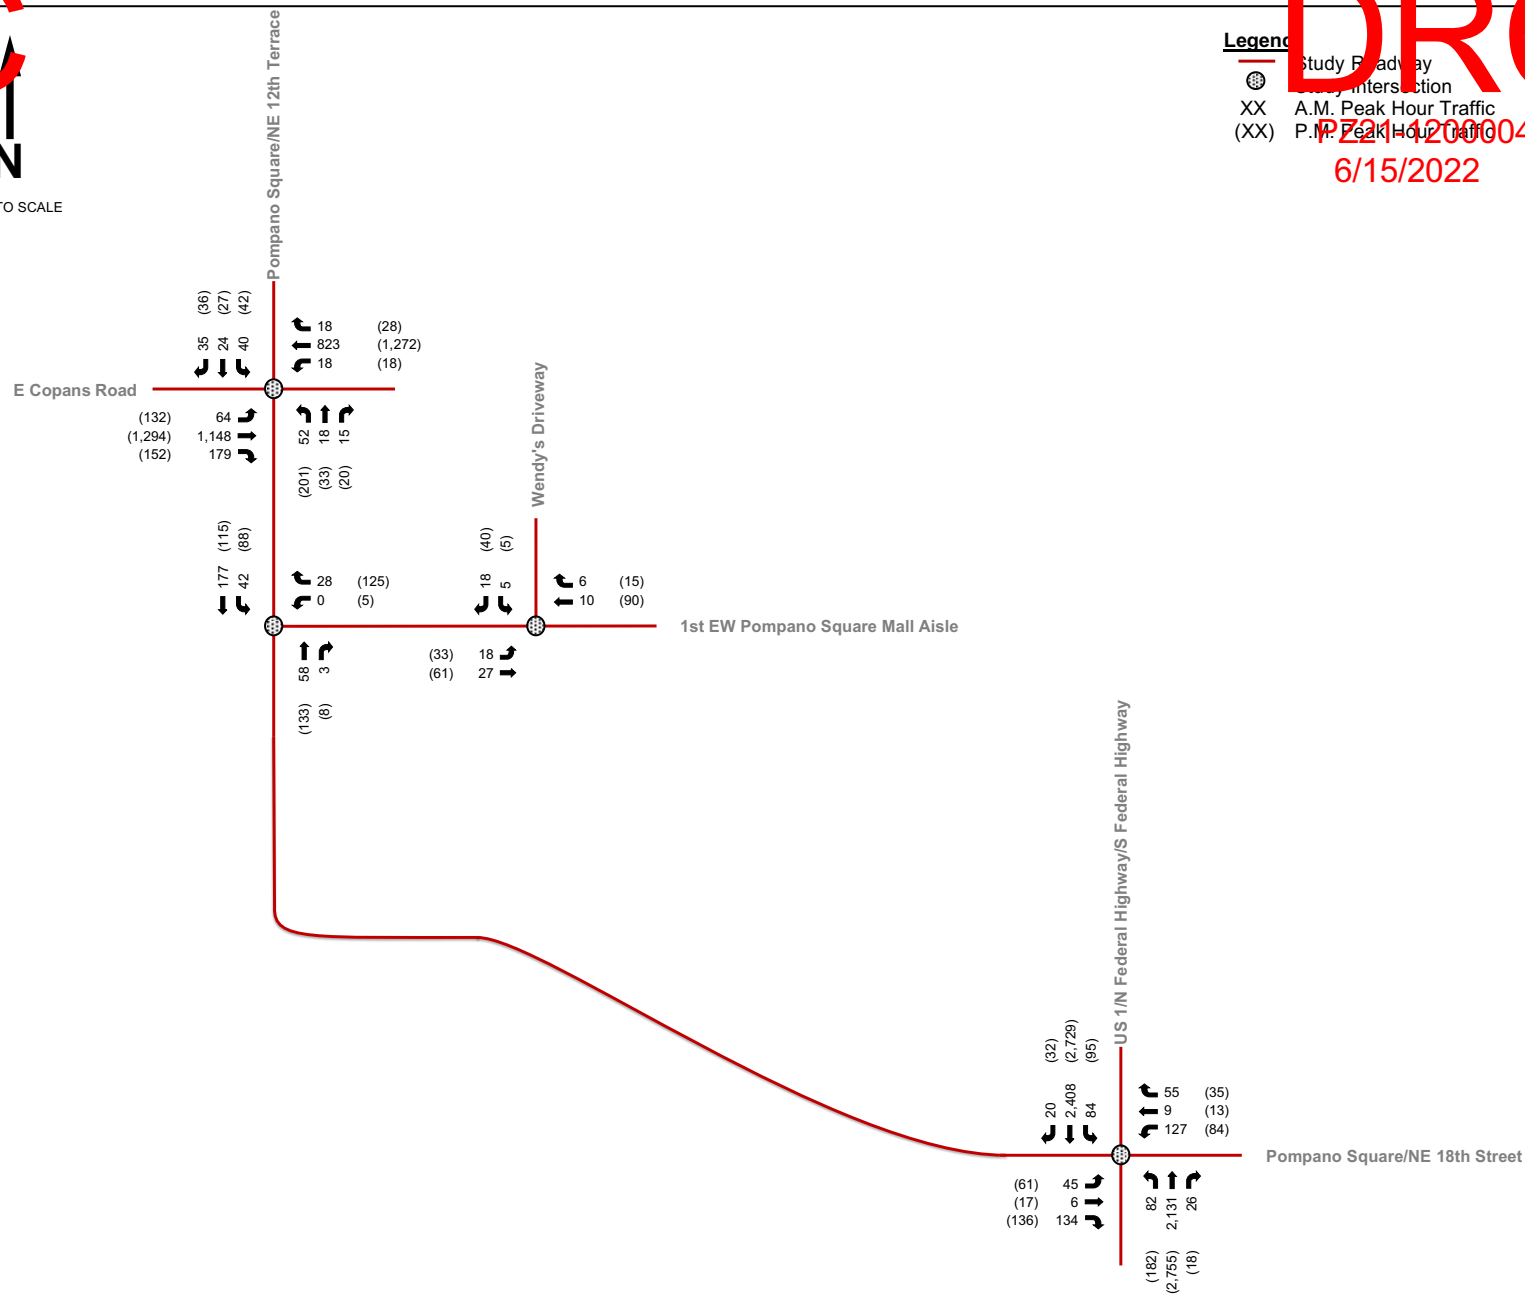 DRC
PZ21-1200004
6/15/2022
N
TO SCALE
Legend
Study Roadway
Study Intersection
XX A.M. Peak Hour Traffic
(XX) P.M. Peak Hour Traffic
Pompano Square/NE 12th Terrace
(36) (27) (42)
35 24 40
18 (28)
823 (1,272)
18 (18)
E Copans Road
(132) 64
(1,294) 1,148
(152) 179
52 18 15
(201) (33) (20)
Wendy's Driveway
(115) (88)
177 42
28 (125)
0 (5)
58 3
(133) (8)
(40) (5)
18 5
6 (15)
10 (90)
1st EW Pompano Square Mall Aisle
(33) 18
(61) 27
US 1/N Federal Highway/S Federal Highway
(32) (2,729) (95)
20 2,408 84
55 (35)
9 (13)
127 (84)
Pompano Square/NE 18th Street
(61) 45
(17) 6
(136) 134
82 2,131 26
(182) (2,755) (18)